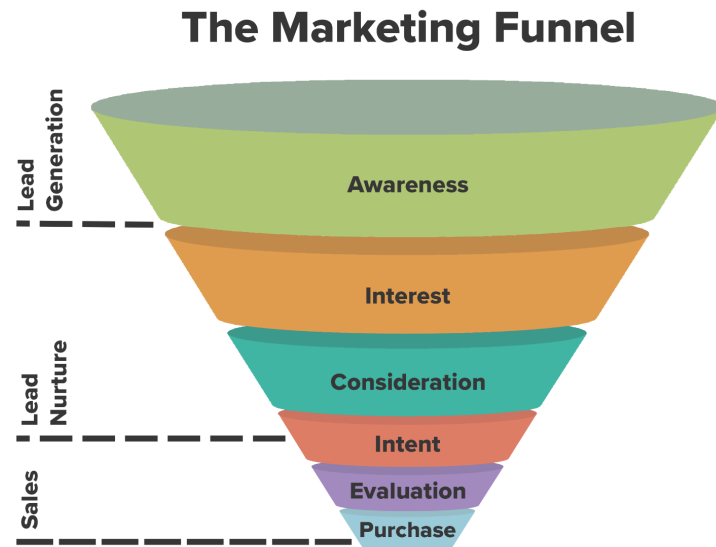 The Marketing Funnel
Lead
Generation
Awareness
Interest
Lead
Nurture
Consideration
Intent
Sales
Evaluation
Purchase